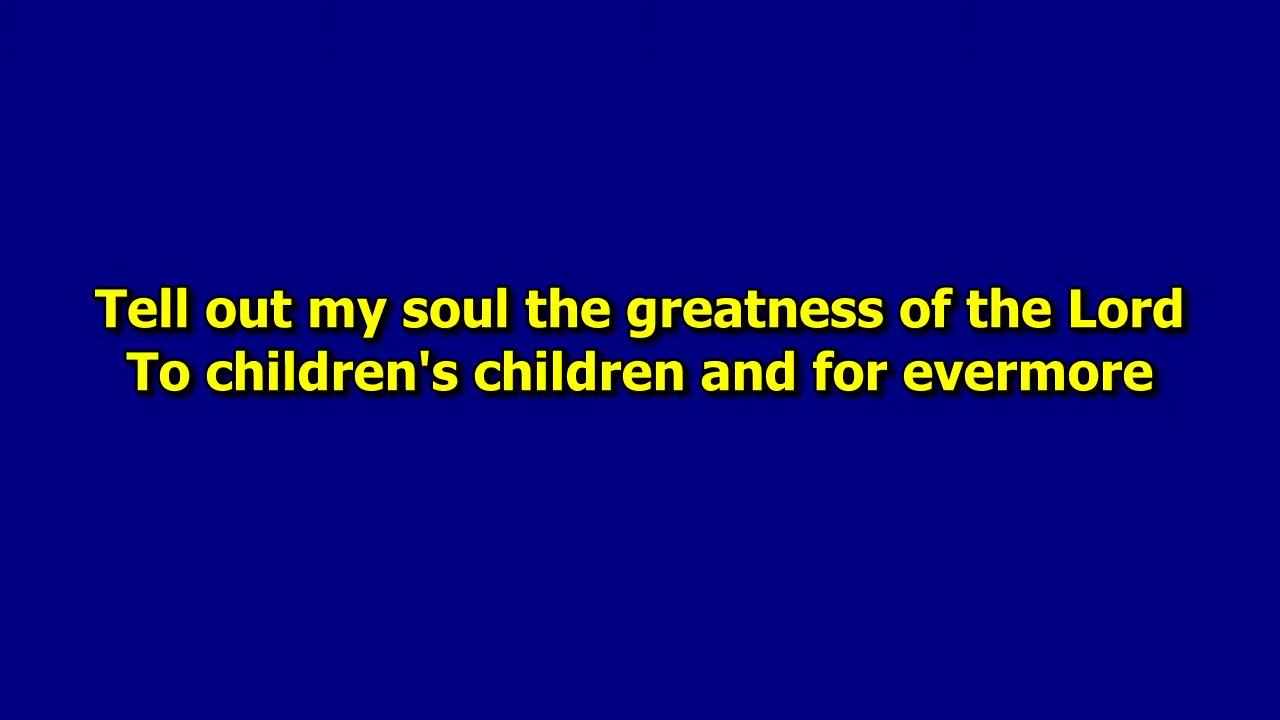 Tell out my soul the greatness of the Lord
To children's children and for evermore